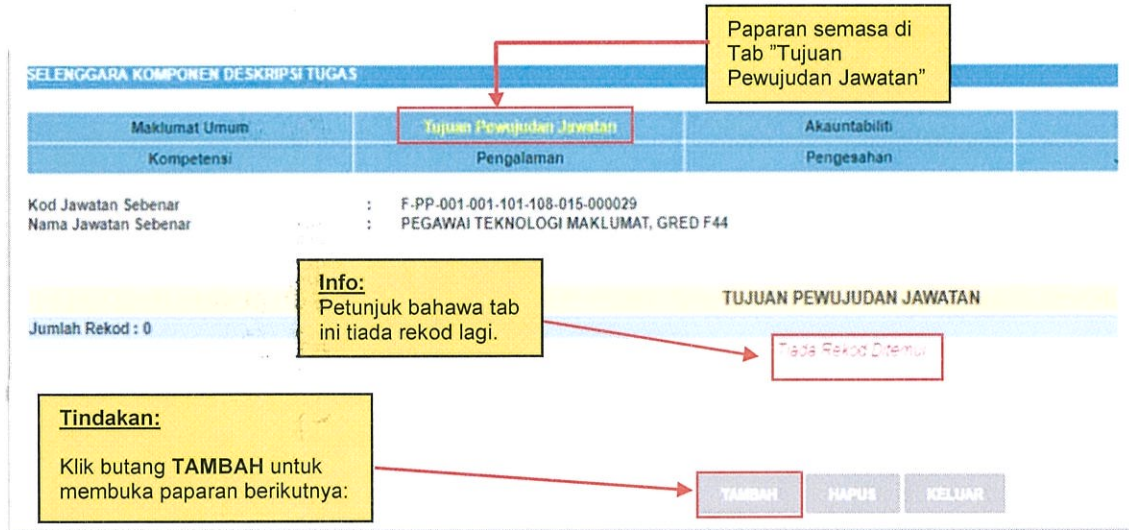 Paparan semasa di
Tab "Tujuan
Pewujudan Jawatan"
SELENGGARA KOMPONEN DESKRIPSI TUGAS
Maklumat Umum Tujuan Pewujudan Jawatan Akauntabiliti
Kompetensi Pengalaman Pengesahan
Kod Jawatan Sebenar : F-PP-001-001-101-108-015-000029
Nama Jawatan Sebenar : PEGAWAI TEKNOLOGI MAKLUMAT, GRED F44
Info:
Petunjuk bahawa tab
ini tiada rekod lagi.
TUJUAN PEWUJUDAN JAWATAN
Jumlah Rekod : 0
Tiada Rekod Ditemui
Tindakan:
Klik butang TAMBAH untuk
membuka paparan berikutnya:
TAMBAH HAPUS KELUAR